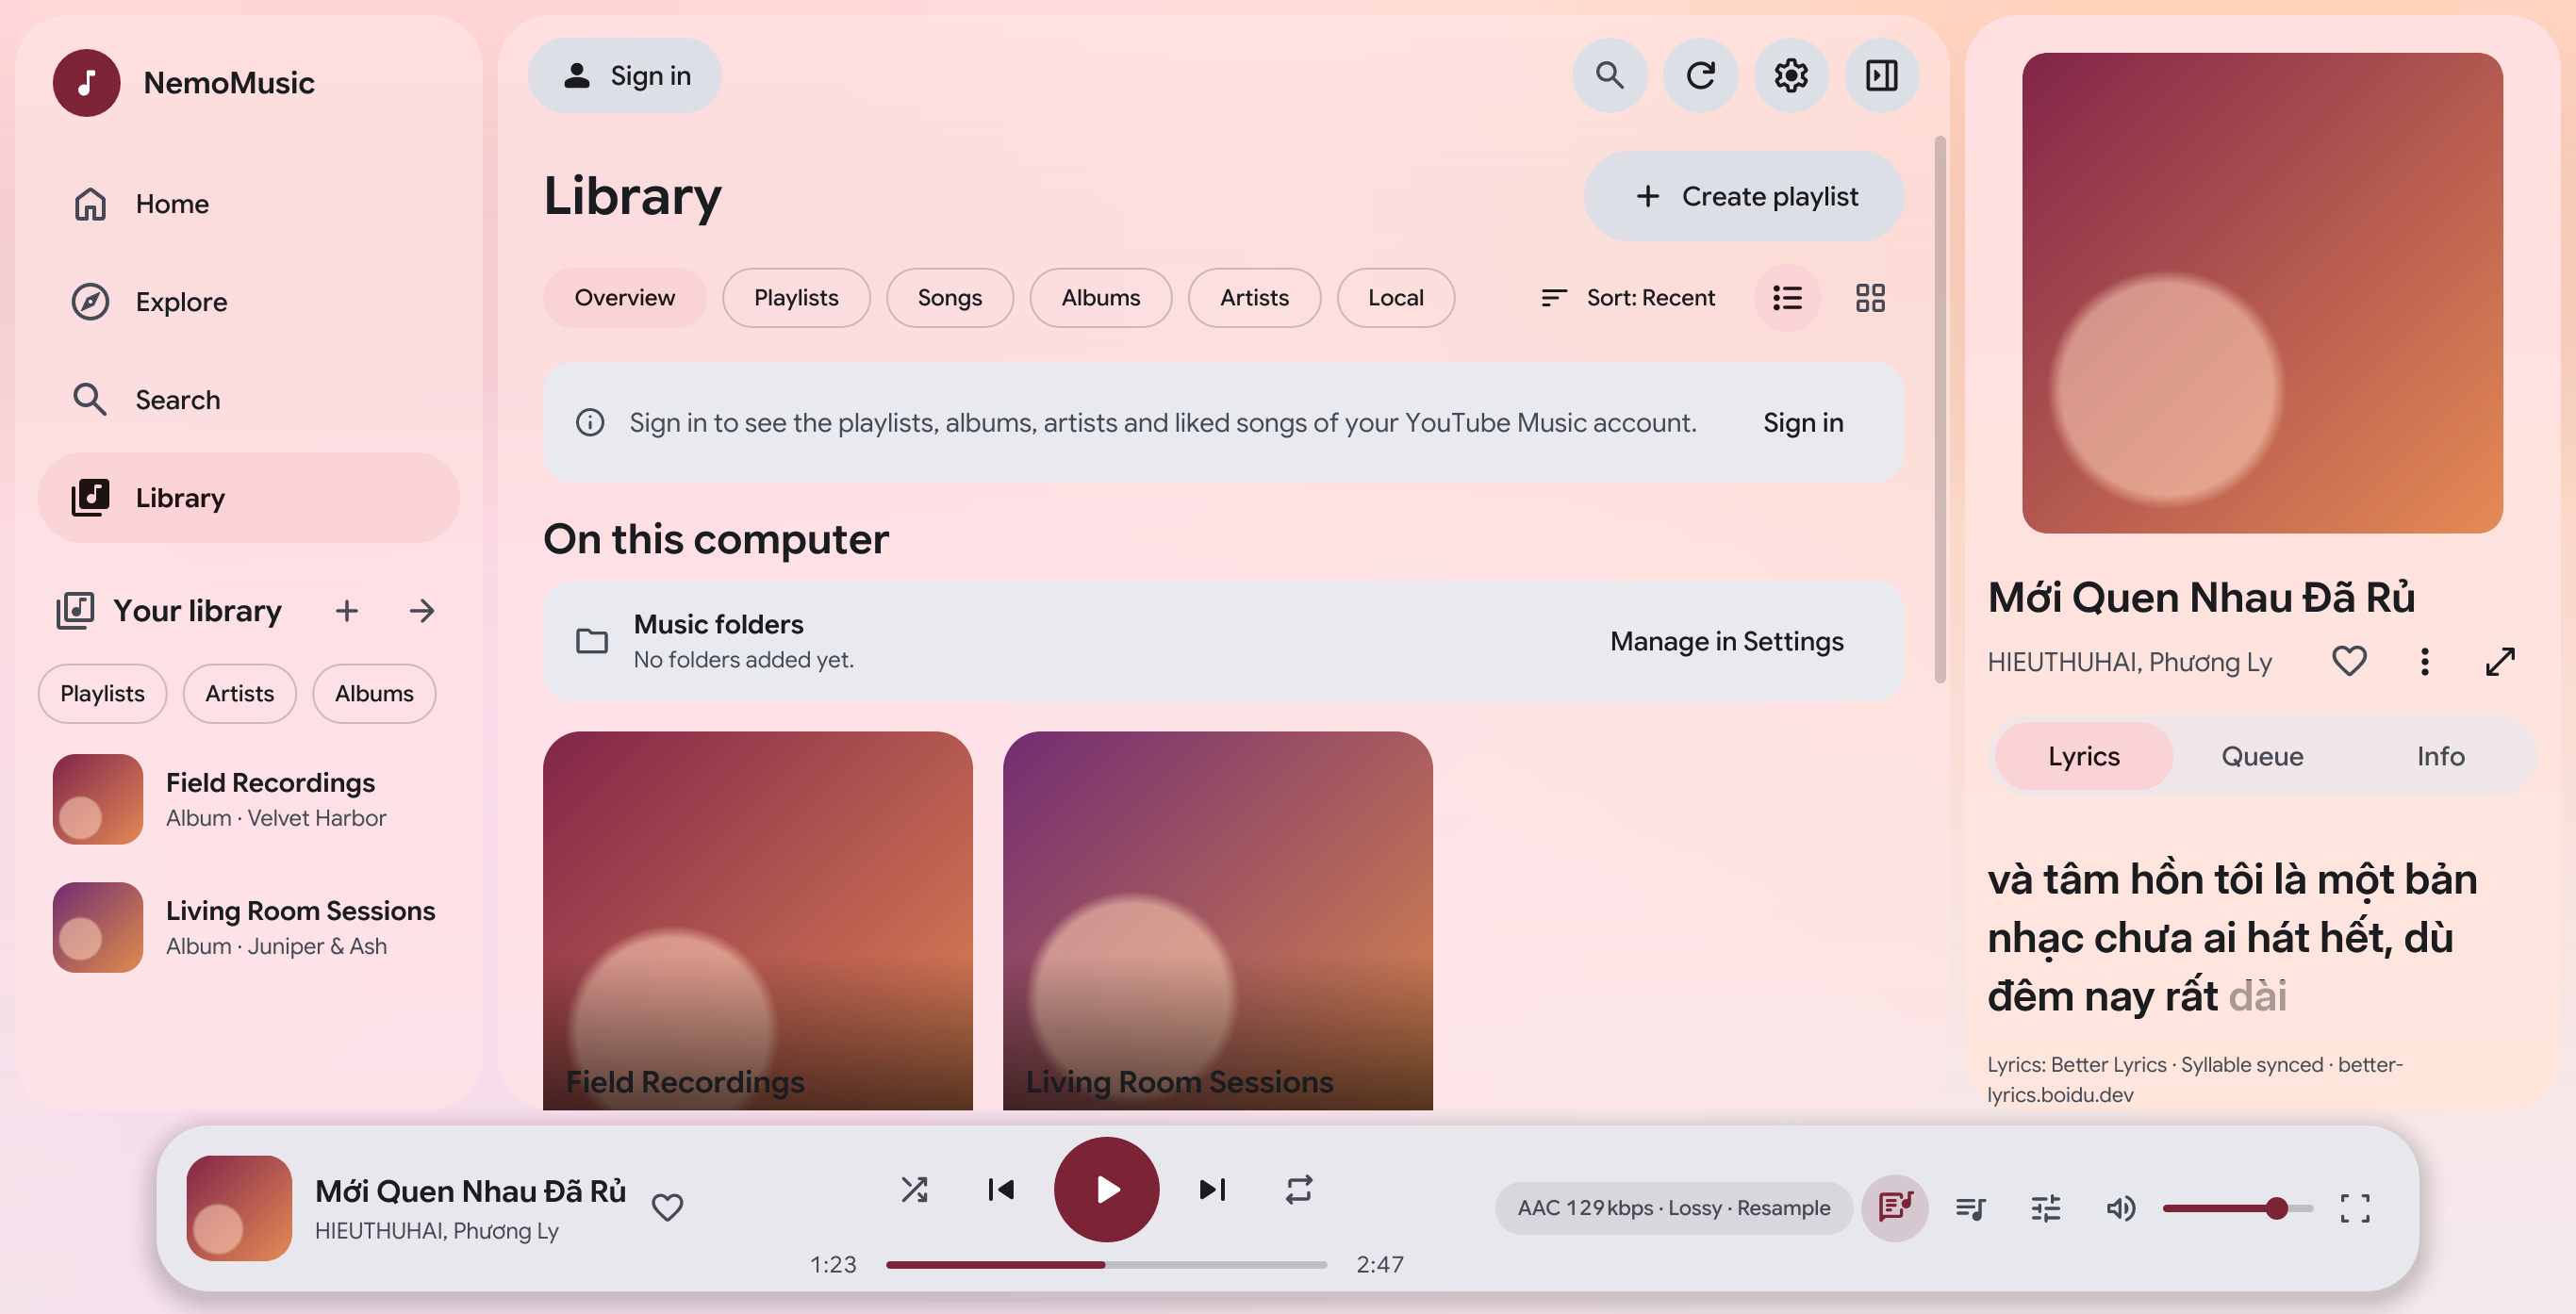 NemoMusic
Home
Explore
Search
Library
Your library
Playlists
Artists
Albums
Field Recordings
Album · Velvet Harbor
Living Room Sessions
Album · Juniper & Ash
Sign in
Library
Create playlist
Overview
Playlists
Songs
Albums
Artists
Local
Sort: Recent
Sign in to see the playlists, albums, artists and liked songs of your YouTube Music account.
Sign in
On this computer
Music folders
No folders added yet.
Manage in Settings
Field Recordings
Living Room Sessions
Mới Quen Nhau Đã Rủ
HIEUTHUHAI, Phương Ly
Lyrics
Queue
Info
và tâm hồn tôi là một bản
nhạc chưa ai hát hết, dù
đêm nay rất dài
Lyrics: Better Lyrics · Syllable synced · better-
lyrics.boidu.dev
Mới Quen Nhau Đã Rủ
HIEUTHUHAI, Phương Ly
1:23
2:47
AAC 129 kbps · Lossy · Resample